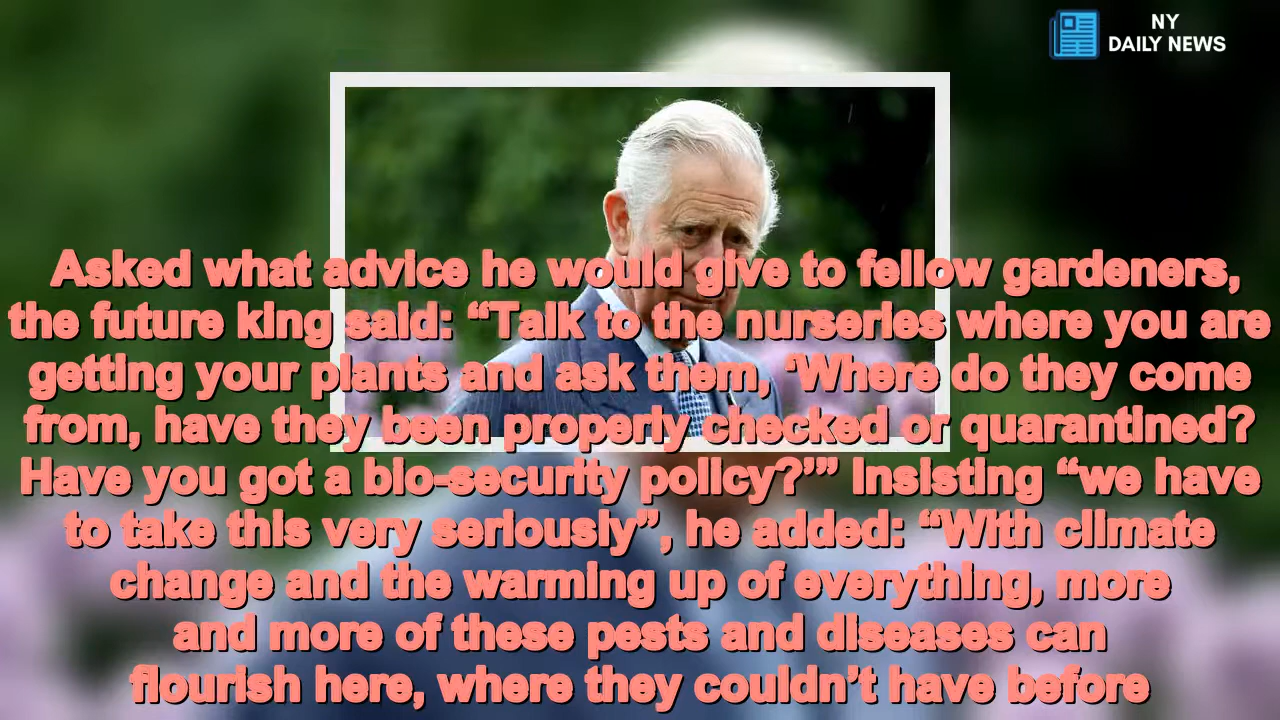 NY
DAILY NEWS
Asked what advice he would give to fellow gardeners,
the future king said: “Talk to the nurseries where you are
getting your plants and ask them, ‘Where do they come
from, have they been properly checked or quarantined?
Have you got a bio-security policy?’” Insisting “we have
to take this very seriously”, he added: “With climate
change and the warming up of everything, more
and more of these pests and diseases can
flourish here, where they couldn’t have before